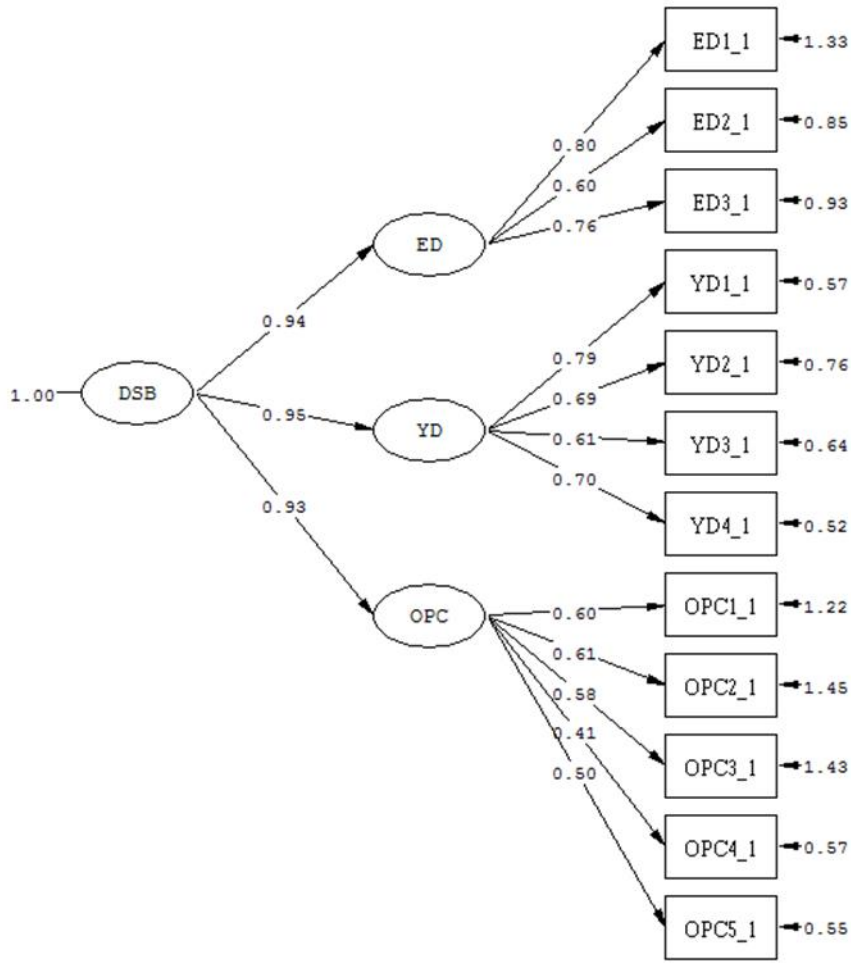 ED1_1
1.33
ED2_1
0.85
0.80
0.60
ED3_1
0.93
0.76
ED
YD1_1
0.57
0.94
0.79
YD2_1
0.76
1.00
DSB
0.69
0.95
YD
0.61
YD3_1
0.64
0.70
0.93
YD4_1
0.52
OPC
0.60
OPC1_1
1.22
0.61
OPC2_1
1.45
0.58
0.41
OPC3_1
1.43
0.50
OPC4_1
0.57
OPC5_1
0.55